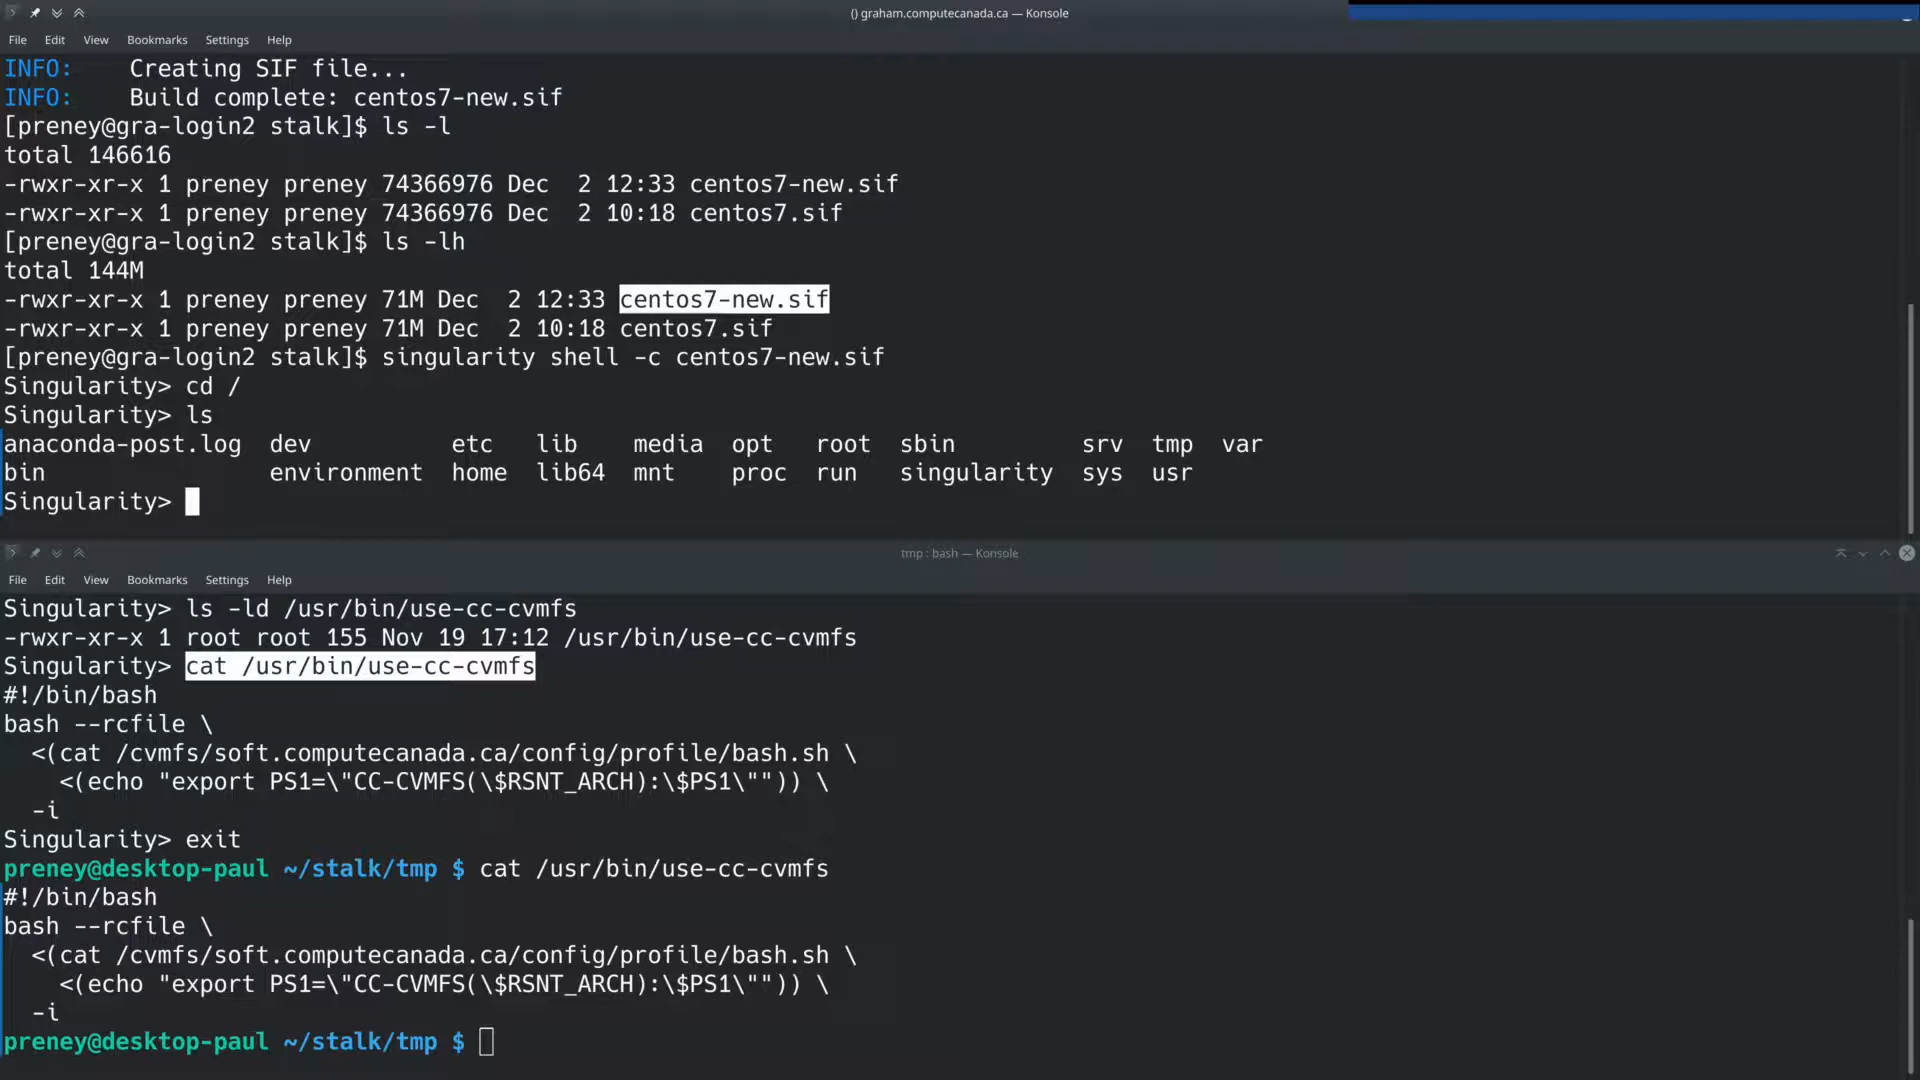 () graham.computecanada.ca — Konsole
File Edit View Bookmarks Settings Help
INFO:    Creating SIF file...
INFO:    Build complete: centos7-new.sif
[preney@gra-login2 stalk]$ ls -l
total 146616
-rwxr-xr-x 1 preney preney 74366976 Dec  2 12:33 centos7-new.sif
-rwxr-xr-x 1 preney preney 74366976 Dec  2 10:18 centos7.sif
[preney@gra-login2 stalk]$ ls -lh
total 144M
-rwxr-xr-x 1 preney preney 71M Dec  2 12:33 centos7-new.sif
-rwxr-xr-x 1 preney preney 71M Dec  2 10:18 centos7.sif
[preney@gra-login2 stalk]$ singularity shell -c centos7-new.sif
Singularity> cd /
Singularity> ls
anaconda-post.log  dev          etc   lib    media  opt   root  sbin         srv  tmp  var
bin                environment  home  lib64  mnt    proc  run   singularity  sys  usr
Singularity>
tmp : bash — Konsole
File Edit View Bookmarks Settings Help
Singularity> ls -ld /usr/bin/use-cc-cvmfs
-rwxr-xr-x 1 root root 155 Nov 19 17:12 /usr/bin/use-cc-cvmfs
Singularity> cat /usr/bin/use-cc-cvmfs
#!/bin/bash
bash --rcfile \
  <(cat /cvmfs/soft.computecanada.ca/config/profile/bash.sh \
    <(echo "export PS1=\"CC-CVMFS(\$RSNT_ARCH):\$PS1\"")) \
  -i
Singularity> exit
preney@desktop-paul ~/stalk/tmp $ cat /usr/bin/use-cc-cvmfs
#!/bin/bash
bash --rcfile \
  <(cat /cvmfs/soft.computecanada.ca/config/profile/bash.sh \
    <(echo "export PS1=\"CC-CVMFS(\$RSNT_ARCH):\$PS1\"")) \
  -i
preney@desktop-paul ~/stalk/tmp $